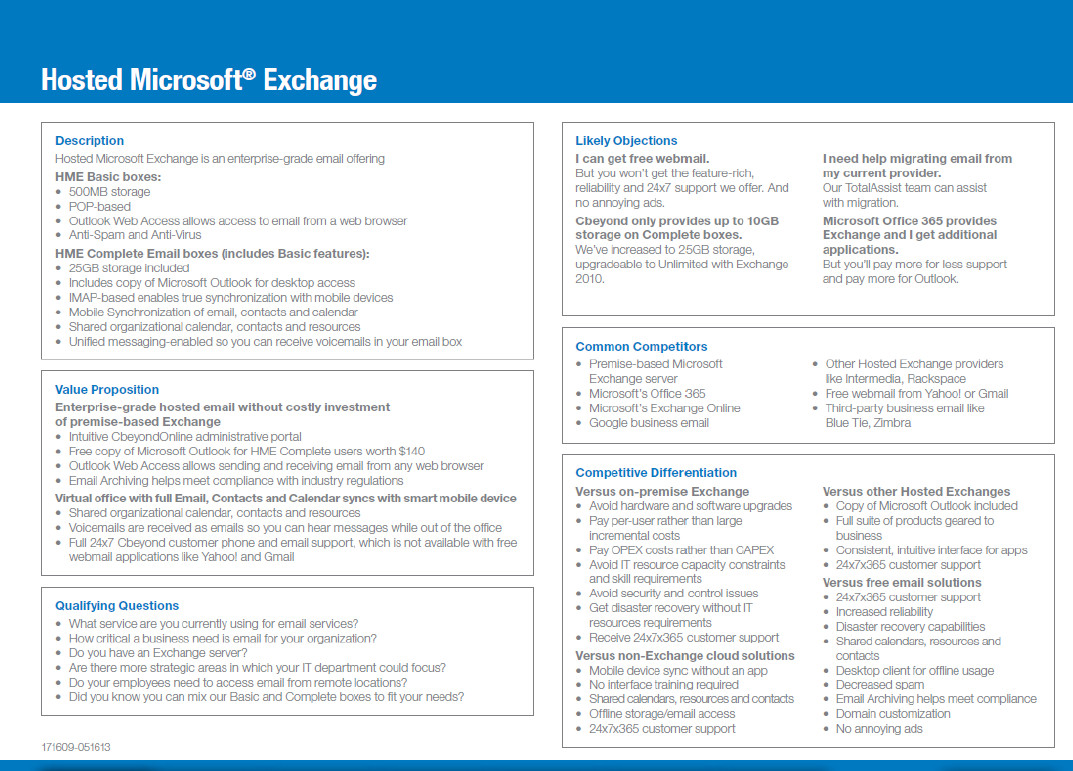 Hosted Microsoft® Exchange
Description
Hosted Microsoft Exchange is an enterprise-grade email offering
HME Basic boxes:
• 500MB storage
• POP-based
• Outlook Web Access allows access to email from a web browser
• Anti-Spam and Anti-Virus
HME Complete Email boxes (includes Basic features):
• 25GB storage included
• Includes copy of Microsoft Outlook for desktop access
• IMAP-based enables true synchronization with mobile devices
• Mobile Synchronization of email, contacts and calendar
• Shared organizational calendar, contacts and resources
• Unified messaging-enabled so you can receive voicemails in your email box
Value Proposition
Enterprise-grade hosted email without costly investment
of premise-based Exchange
• Intuitive CbeyondOnline administrative portal
• Free copy of Microsoft Outlook for HME Complete users worth $140
• Outlook Web Access allows sending and receiving email from any web browser
• Email Archiving helps meet compliance with industry regulations
Virtual office with full Email, Contacts and Calendar syncs with smart mobile device
• Shared organizational calendar, contacts and resources
• Voicemails are received as emails so you can hear messages while out of the office
• Full 24x7 Cbeyond customer phone and email support, which is not available with free
webmail applications like Yahoo! and Gmail
Qualifying Questions
• What service are you currently using for email services?
• How critical a business need is email for your organization?
• Do you have an Exchange server?
• Are there more strategic areas in which your IT department could focus?
• Do your employees need to access email from remote locations?
• Did you know you can mix our Basic and Complete boxes to fit your needs?
171609-051613
Likely Objections
I can get free webmail.
But you won't get the feature-rich,
reliability and 24x7 support we offer. And
no annoying ads.
Cbeyond only provides up to 10GB
storage on Complete boxes.
We've increased to 25GB storage,
upgradeable to Unlimited with Exchange
2010.
I need help migrating email from
my current provider.
Our TotalAssist team can assist
with migration.
Microsoft Office 365 provides
Exchange and I get additional
applications.
But you'll pay more for less support
and pay more for Outlook.
Common Competitors
• Premise-based Microsoft
Exchange server
• Microsoft's Office 365
• Microsoft's Exchange Online
• Google business email
• Other Hosted Exchange providers
like Intermedia, Rackspace
• Free webmail from Yahoo! or Gmail
• Third-party business email like
Blue Tie, Zimbra
Competitive Differentiation
Versus on-premise Exchange
• Avoid hardware and software upgrades
• Pay per-user rather than large
incremental costs
• Pay OPEX costs rather than CAPEX
• Avoid IT resource capacity constraints
and skill requirements
• Avoid security and control issues
• Get disaster recovery without IT
resources requirements
• Receive 24x7x365 customer support
Versus non-Exchange cloud solutions
• Mobile device sync without an app
• No interface training required
• Shared calendars, resources and contacts
• Offline storage/email access
• 24x7x365 customer support
Versus other Hosted Exchanges
• Copy of Microsoft Outlook included
• Full suite of products geared to
business
• Consistent, intuitive interface for apps
• 24x7x365 customer support
Versus free email solutions
• 24x7x365 customer support
• Increased reliability
• Disaster recovery capabilities
• Shared calendars, resources and
contacts
• Desktop client for offline usage
• Decreased spam
• Email Archiving helps meet compliance
• Domain customization
• No annoying ads